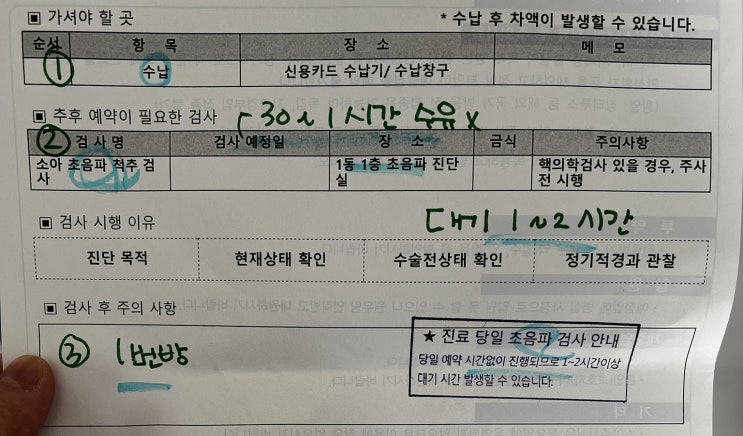 ▣ 가셔야 할 곳
* 수납 후 차액이 발생할 수 있습니다.
순서 항 목 장 소 메 모
① 수납 신용카드 수납기/ 수납창구
▣ 추후 예약이 필요한 검사
30~1시간 수유x
②
검 사 명 검사 예정일 장 소 금식 주의사항
소아 초음파 척추 검사 1동 1층 초음파 진단실 핵의학검사 있을 경우, 주사 전 시행
▣ 검사 시행 이유
대기 1~2시간
진단 목적 현재상태 확인 수술전상태 확인 정기적경과 관찰
▣ 검사 후 주의 사항
③ 1번방
★ 진료 당일 초음파 검사 안내
당일 예약 시간없이 진행되므로 1~2시간이상
대기 시간 발생할 수 있습니다.